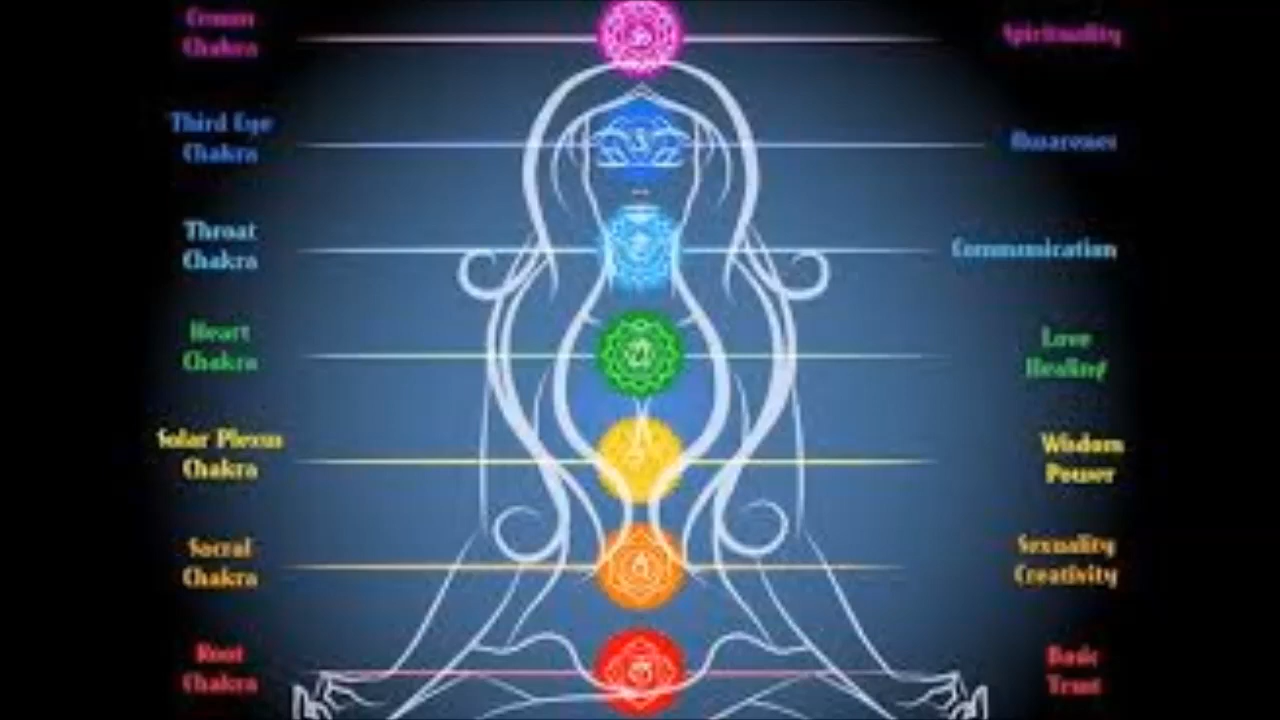 Crown
Chakra
Spirituality
Third Eye
Chakra
Awarenes
Throat
Chakra
Communication
Heart
Chakra
Love
Healing
Solar Plexus
Chakra
Wisdom
Power
Sacral
Chakra
Sexuality
Creativity
Root
Chakra
Basic
Trust